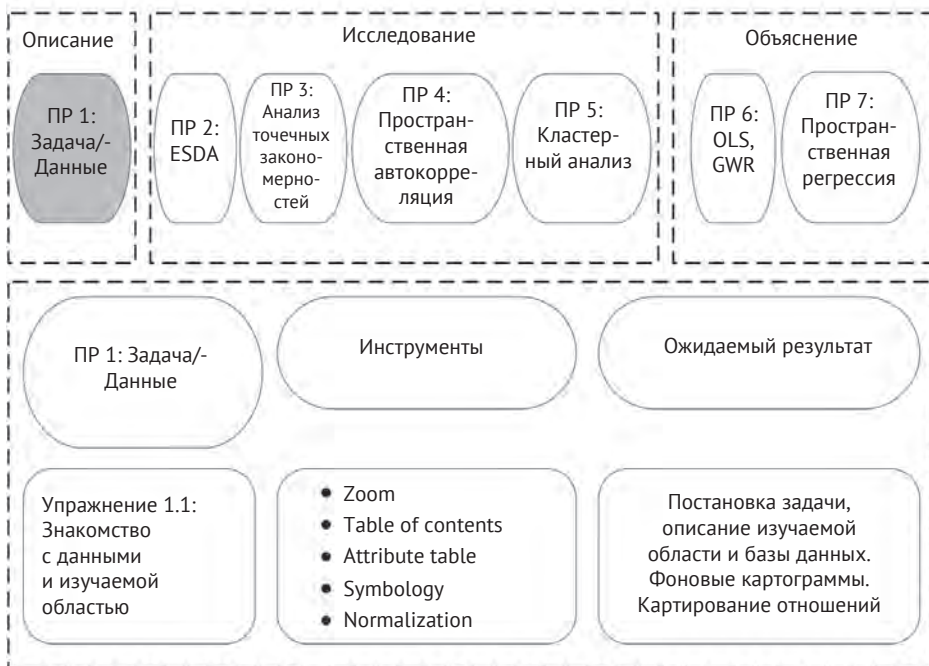 Описание
ПР 1:
Задача/-
Данные
Исследование
ПР 2:
ESDA
ПР 3:
Анализ
точечных
законо-
мерно-
стей
ПР 4:
Простран-
ственная
автокорре-
ляция
ПР 5:
Кластер-
ный анализ
Объяснение
ПР 6:
OLS,
GWR
ПР 7:
Простран-
ственная
регрессия
ПР 1: Задача/-
Данные
Инструменты
Ожидаемый результат
Упражнение 1.1:
Знакомство
с данными
и изучаемой
областью
• Zoom
• Table of contents
• Attribute table
• Symbology
• Normalization
Постановка задачи,
описание изучаемой
области и базы данных.
Фоновые картограммы.
Картирование отношений